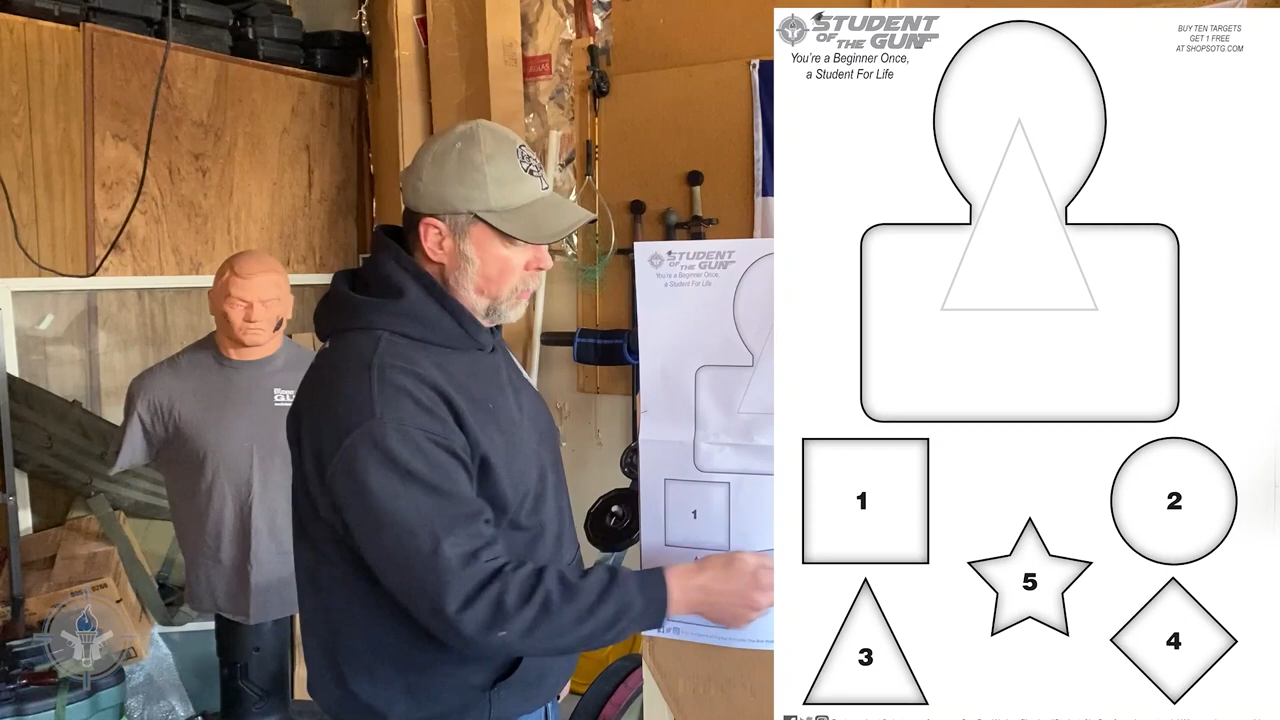 STUDENT
OF THE GUN
You're a Beginner Once,
a Student For Life
BUY TEN TARGETS
GET 1 FREE
AT SHOPSOTG.COM
1
2
3
4
5
STUDENT
OF THE GUN
You're a Beginner Once,
a Student For Life
1